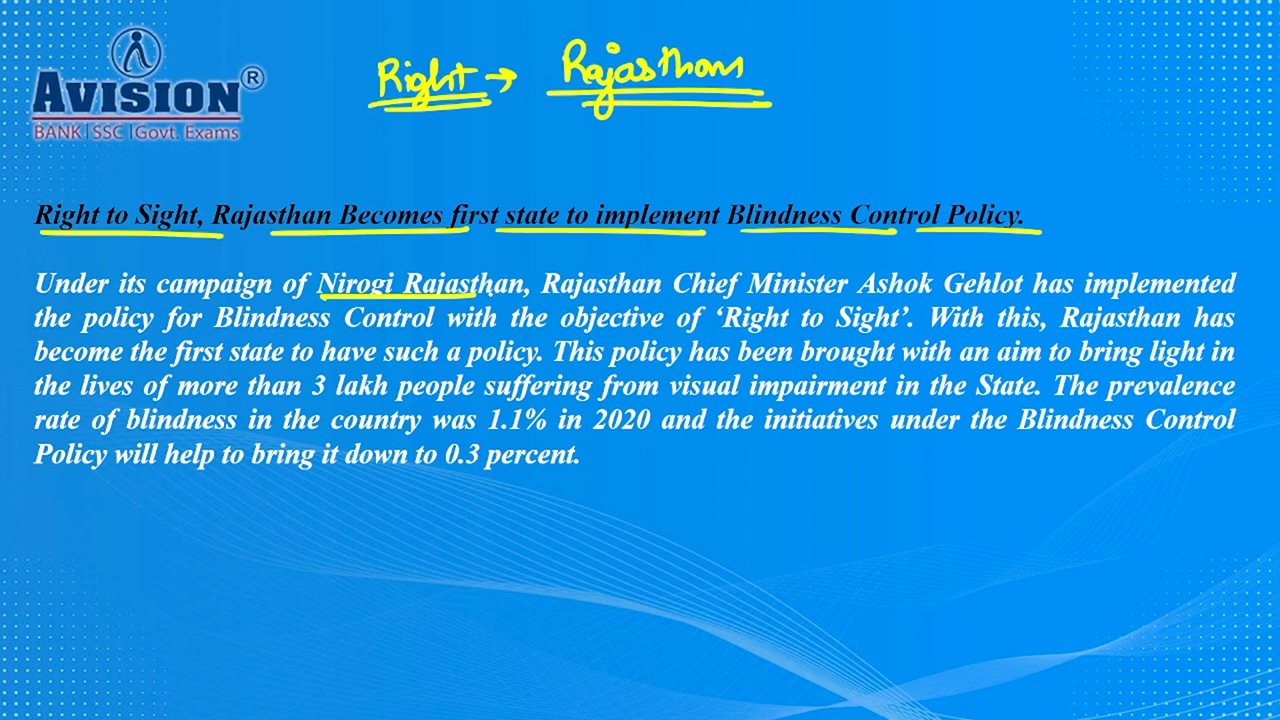 AVISION®
BANK | SSC | Govt. Exams
Right → Rajasthan
Right to Sight, Rajasthan Becomes first state to implement Blindness Control Policy.
Under its campaign of Nirogi Rajasthan, Rajasthan Chief Minister Ashok Gehlot has implemented
the policy for Blindness Control with the objective of ‘Right to Sight’. With this, Rajasthan has
become the first state to have such a policy. This policy has been brought with an aim to bring light in
the lives of more than 3 lakh people suffering from visual impairment in the State. The prevalence
rate of blindness in the country was 1.1% in 2020 and the initiatives under the Blindness Control
Policy will help to bring it down to 0.3 percent.